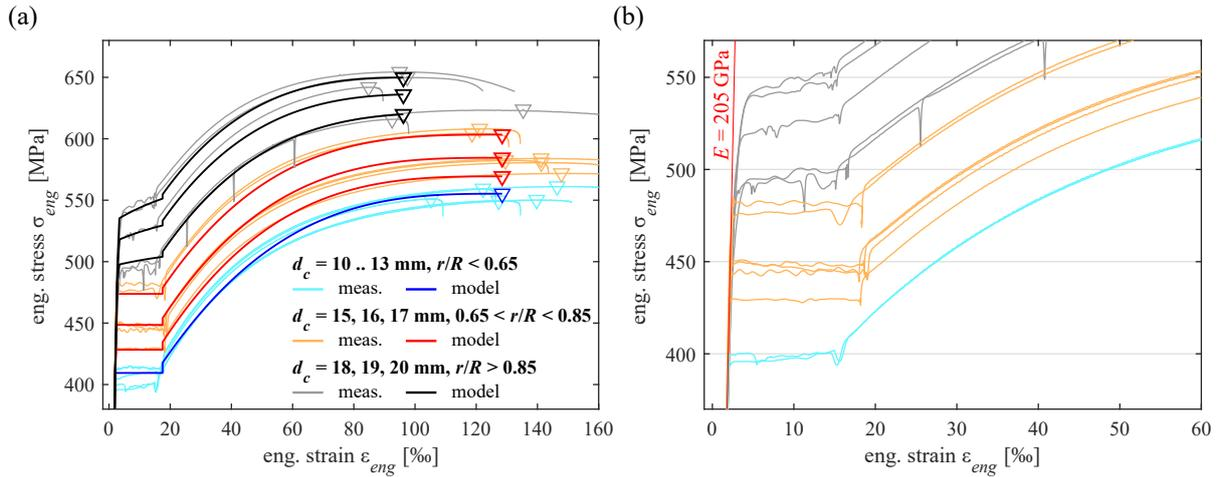 (a)
(b)
eng. stress σeng [MPa]
650
600
550
500
450
400
dc = 10 .. 13 mm, r/R < 0.65
meas. model
dc = 15, 16, 17 mm, 0.65 < r/R < 0.85
meas. model
dc = 18, 19, 20 mm, r/R > 0.85
meas. model
0 20 40 60 80 100 120 140 160
eng. strain εeng [‰]
eng. stress σeng [MPa]
550
500
450
400
E = 205 GPa
0 10 20 30 40 50 60
eng. strain εeng [‰]